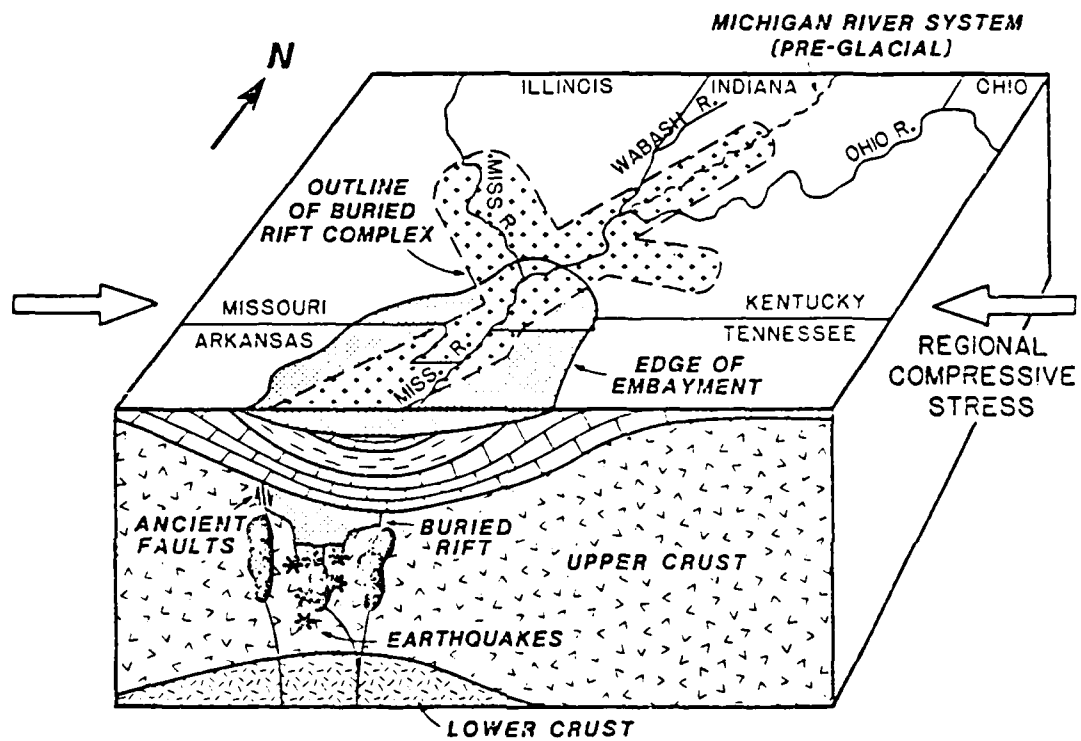 MICHIGAN RIVER SYSTEM
(PRE-GLACIAL)
N
ILLINOIS
INDIANA
OHIO
WABASH R.
OHIO R.
MISS. R.
OUTLINE
OF BURIED
RIFT COMPLEX
MISSOURI
ARKANSAS
KENTUCKY
TENNESSEE
MISS. R.
EDGE OF
EMBAYMENT
REGIONAL
COMPRESSIVE
STRESS
ANCIENT
FAULTS
BURIED
RIFT
UPPER CRUST
EARTHQUAKES
LOWER CRUST